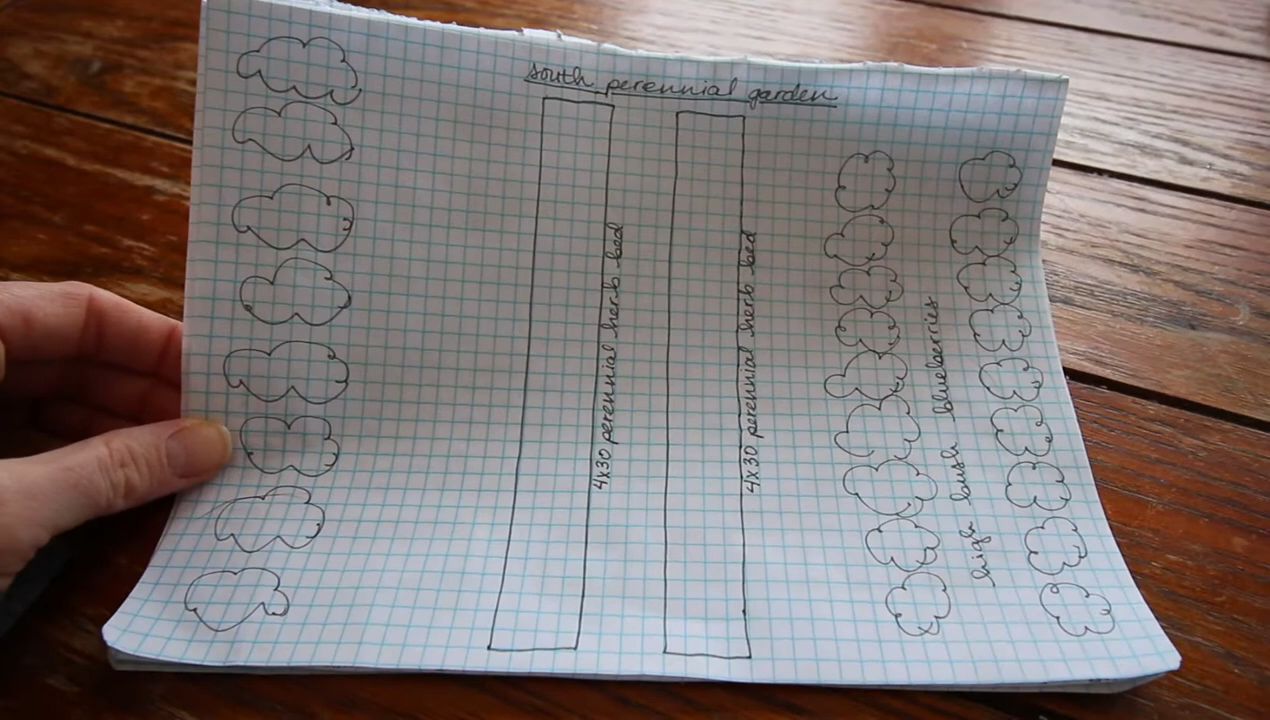 south perennial garden
4x30 perennial herb bed
4x30 perennial herb bed
high bush blueberries